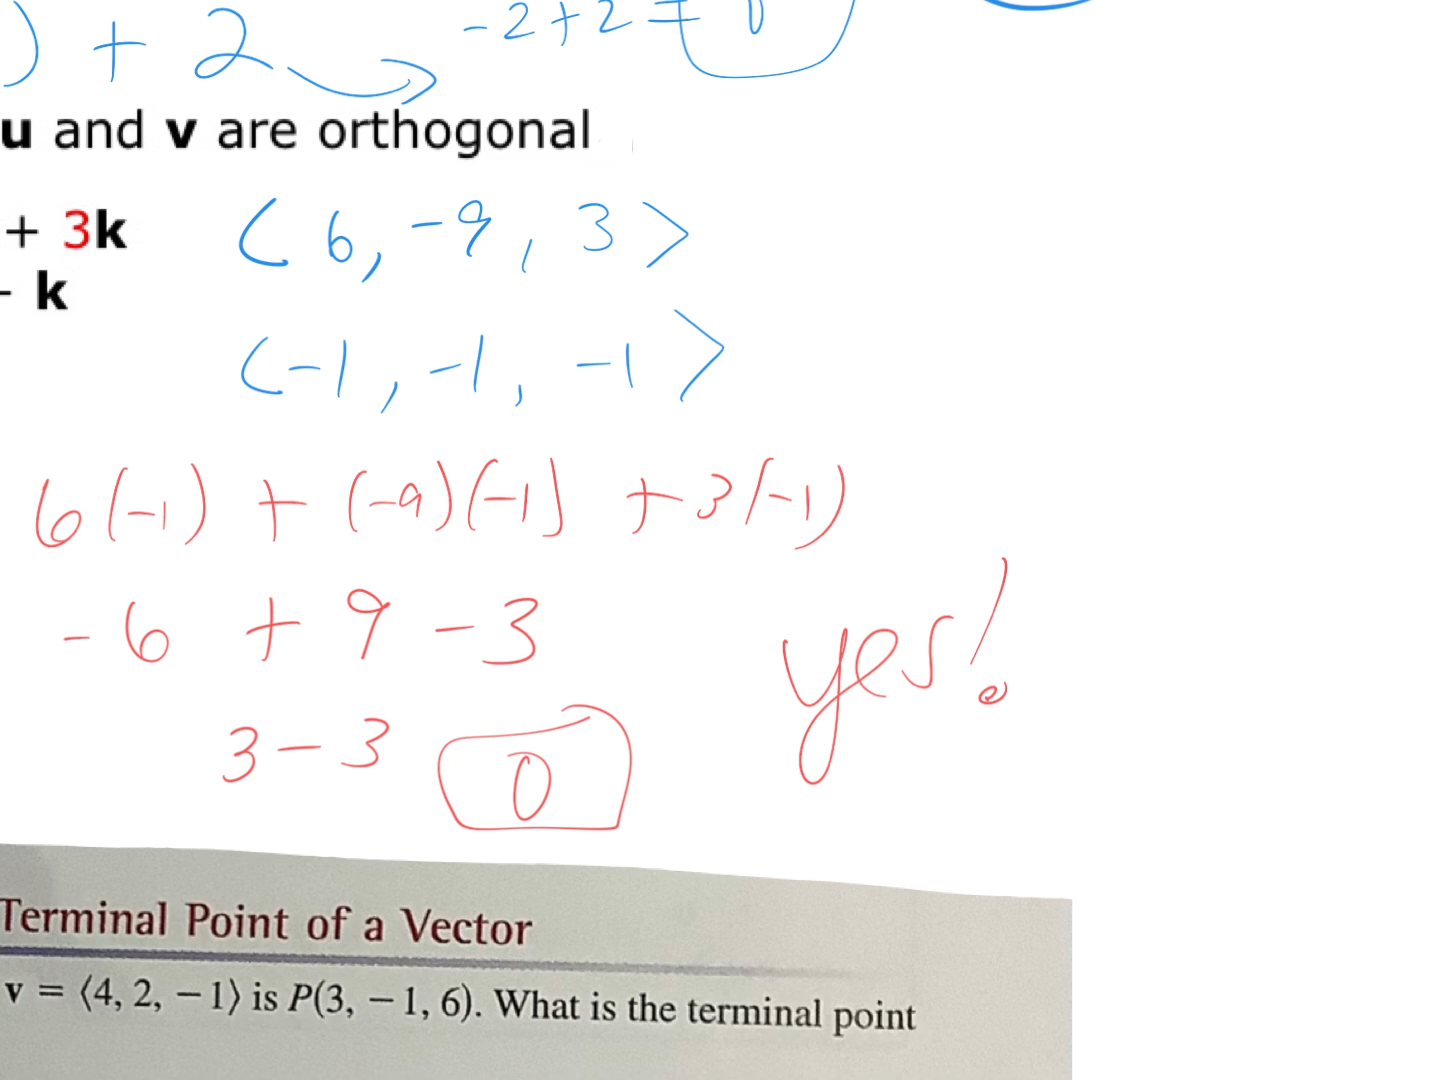 ) + 2 -2+2 = 0
u and v are orthogonal
+ 3k ⟨6, -9, 3⟩
- k
⟨-1, -1, -1⟩
6(-1) + (-9)(-1) + 3(-1)
-6 + 9 - 3
yes!
3 - 3 0
Terminal Point of a Vector
v = ⟨4, 2, −1⟩ is P(3, −1, 6). What is the terminal point